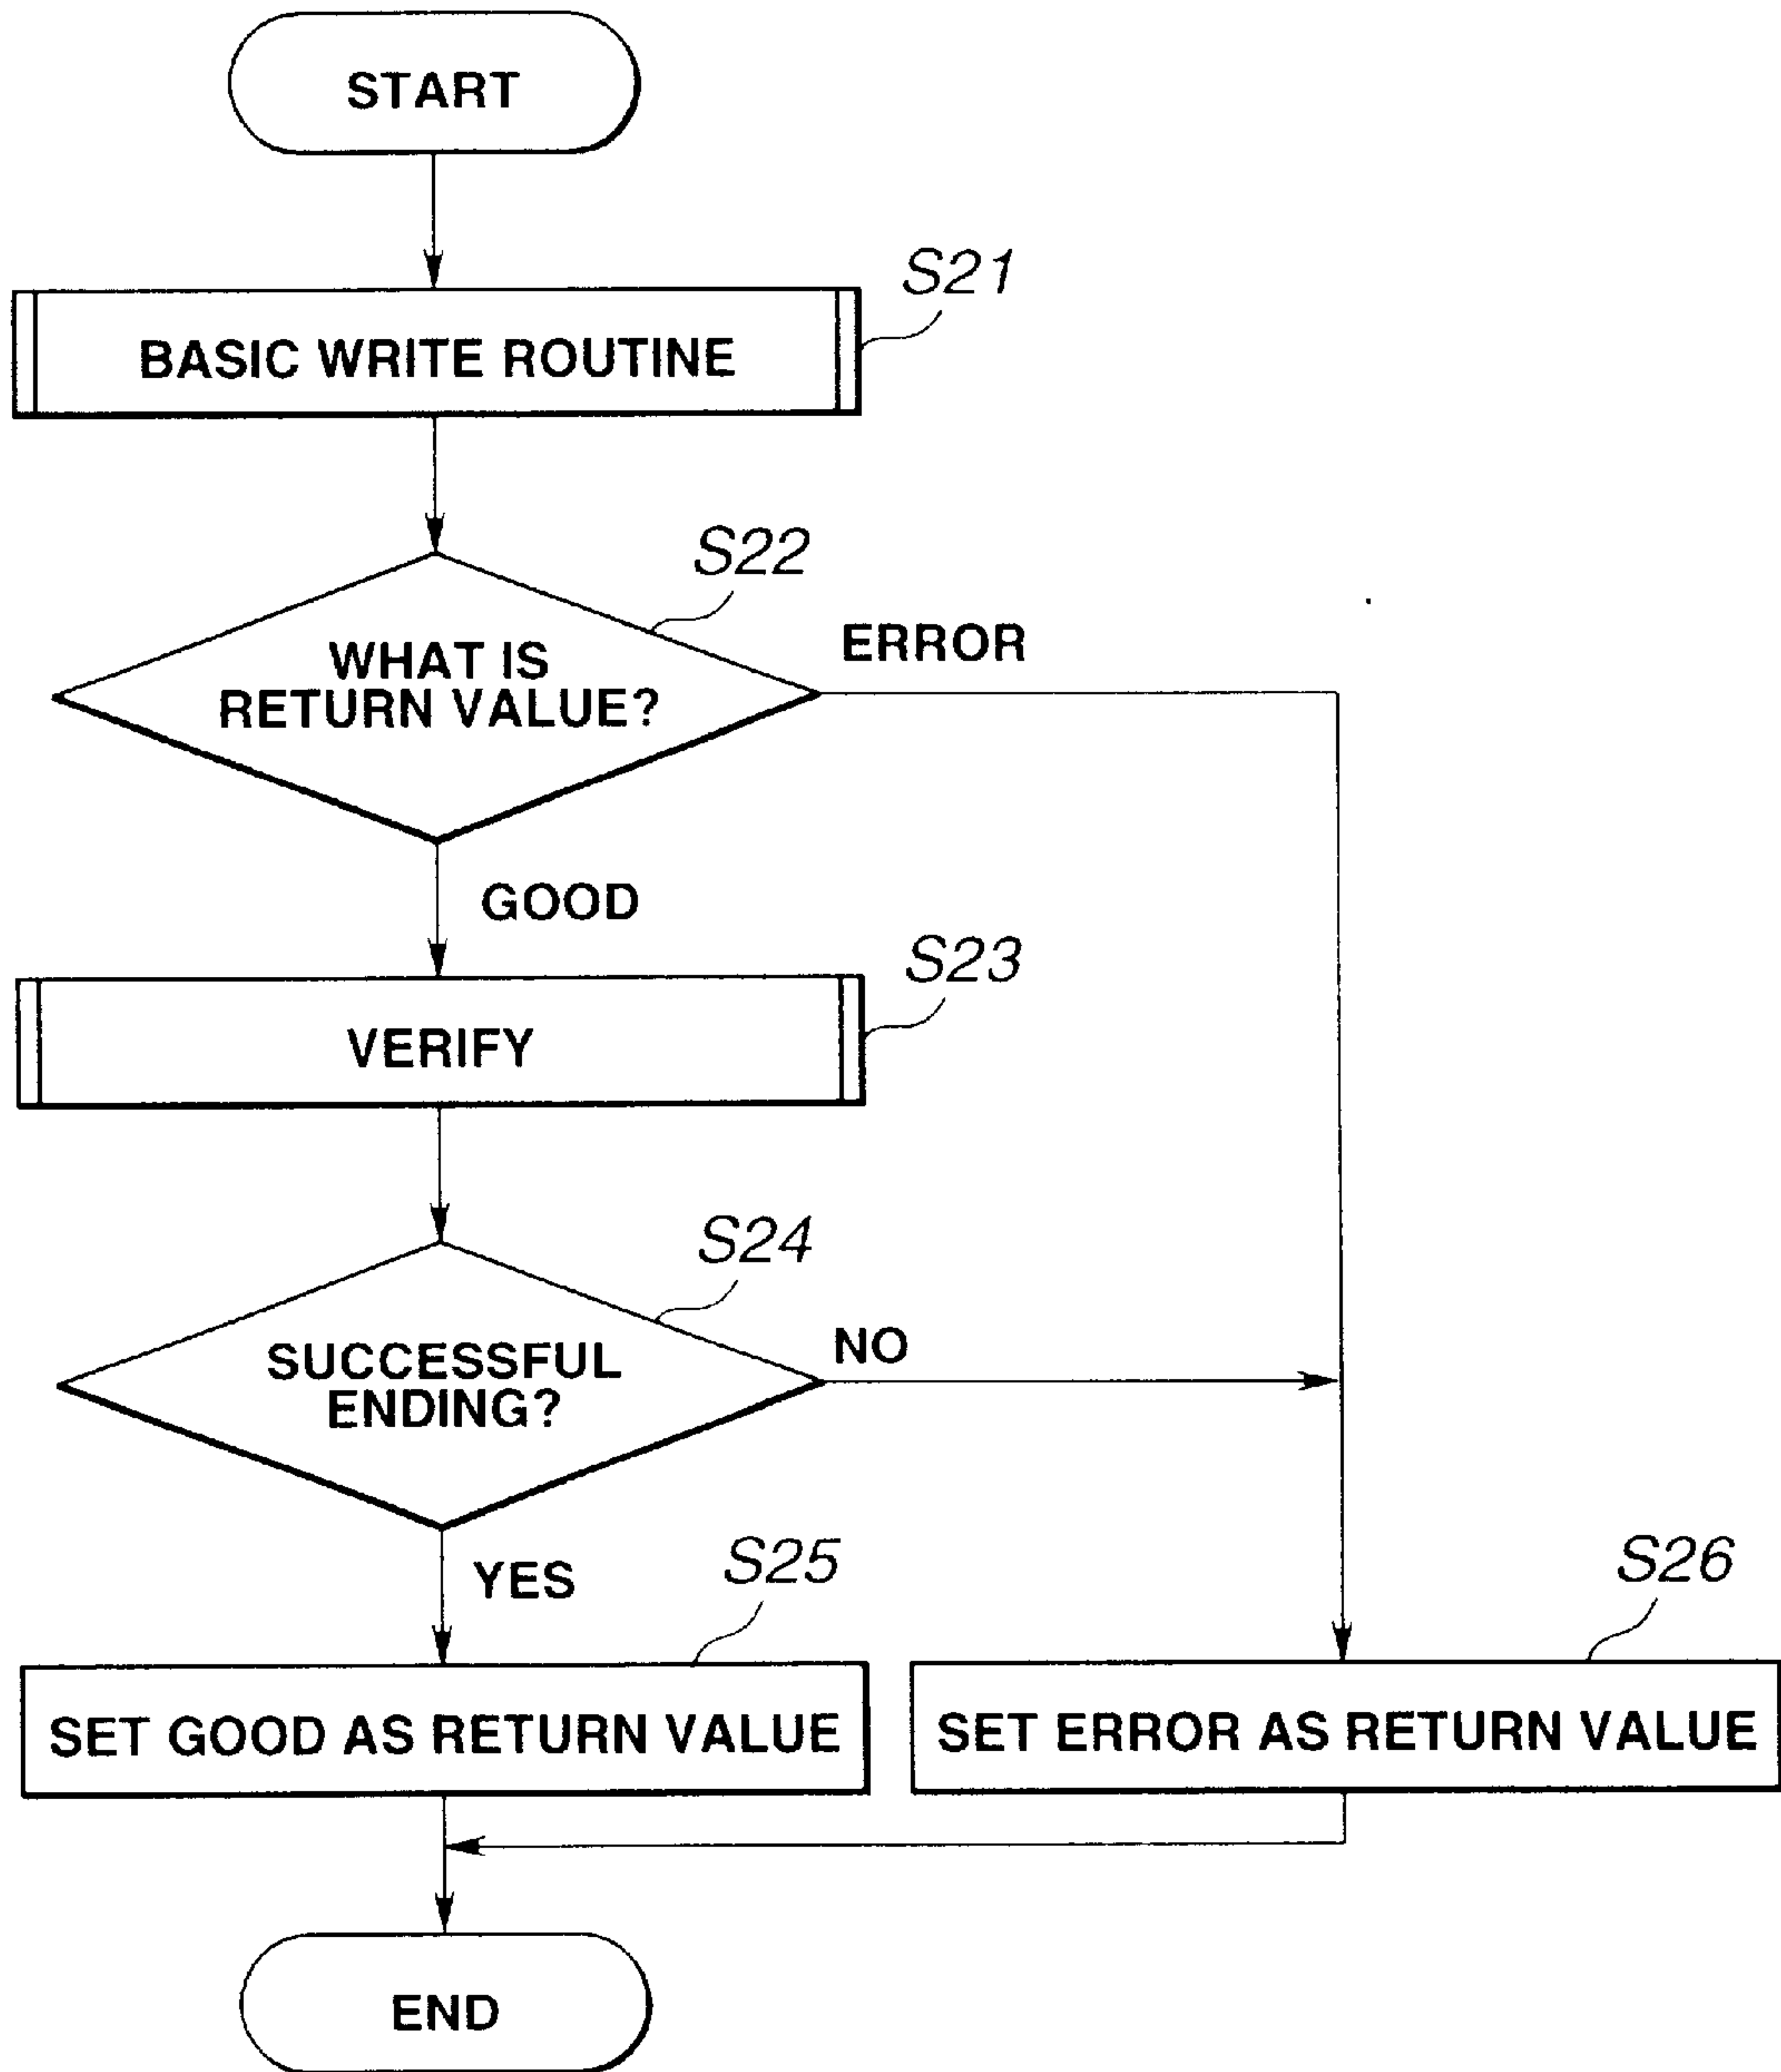 START
S21
BASIC WRITE ROUTINE
S22
WHAT IS
RETURN VALUE?
ERROR
GOOD
S23
VERIFY
S24
SUCCESSFUL
ENDING?
NO
YES
S25
S26
SET GOOD AS RETURN VALUE
SET ERROR AS RETURN VALUE
END